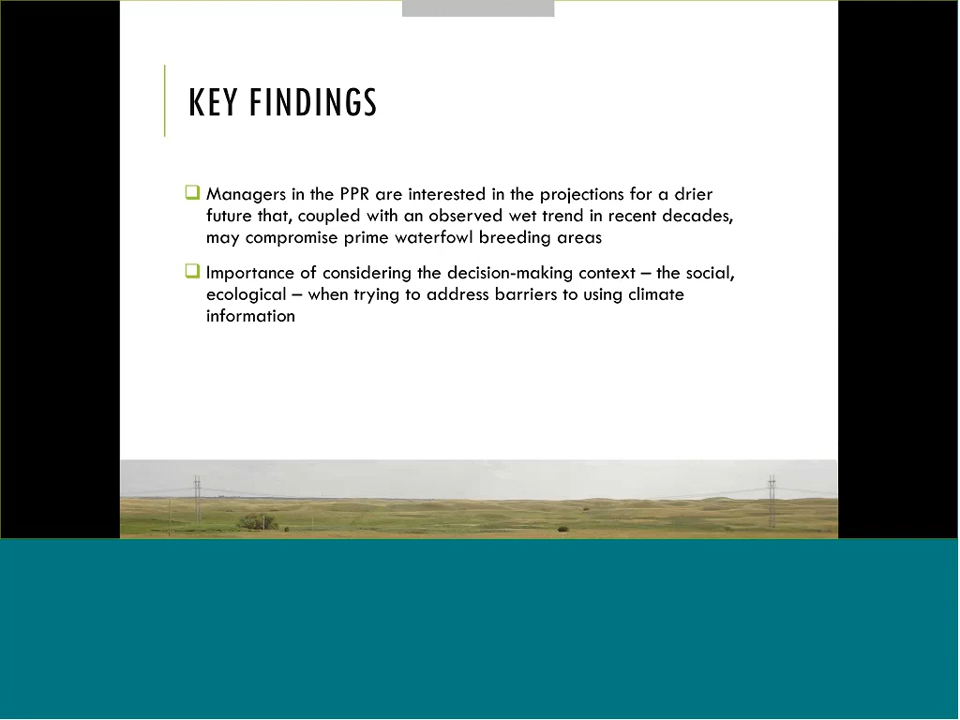 KEY FINDINGS
Managers in the PPR are interested in the projections for a drier
future that, coupled with an observed wet trend in recent decades,
may compromise prime waterfowl breeding areas
Importance of considering the decision-making context – the social,
ecological – when trying to address barriers to using climate
information